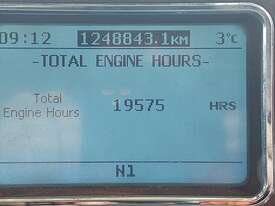 09:12 1248843.1KM 3°C
-TOTAL ENGINE HOURS-
Total
Engine Hours 19575 HRS
N1